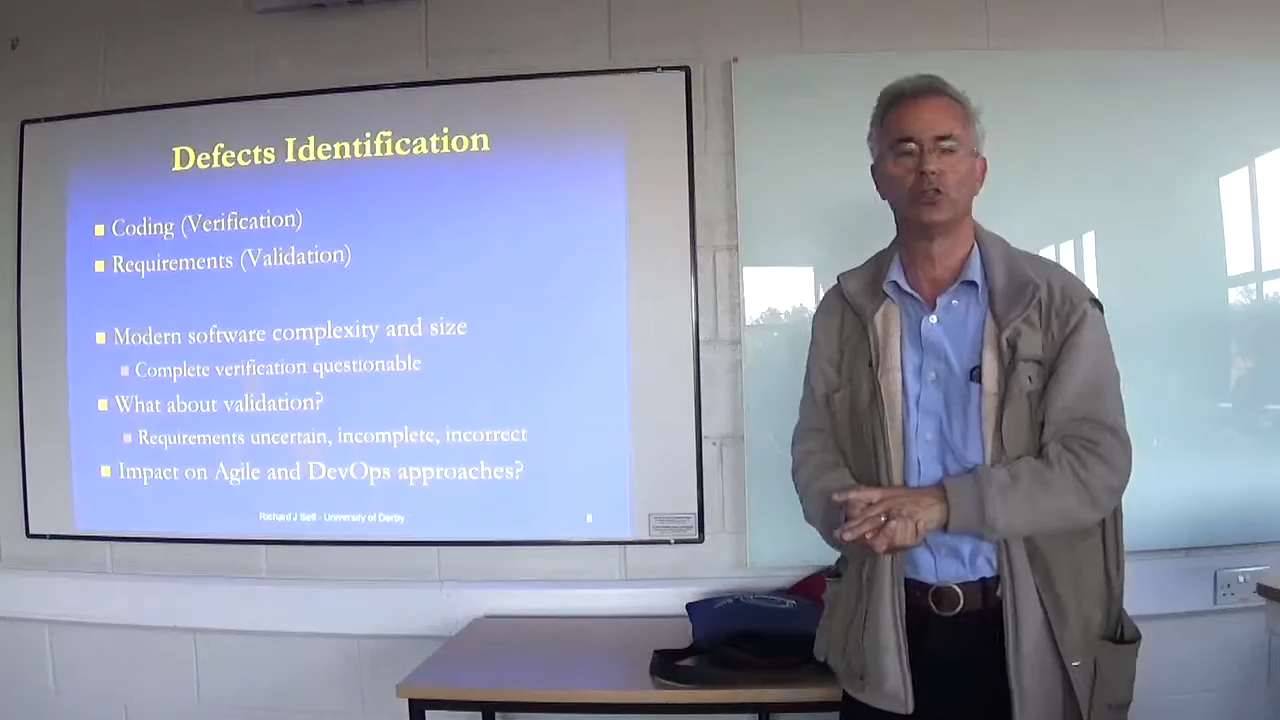 Defects Identification
Coding (Verification)
Requirements (Validation)
Modern software complexity and size
Complete verification questionable
What about validation?
Requirements uncertain, incomplete, incorrect
Impact on Agile and DevOps approaches?
Richard J Self - University of Derby